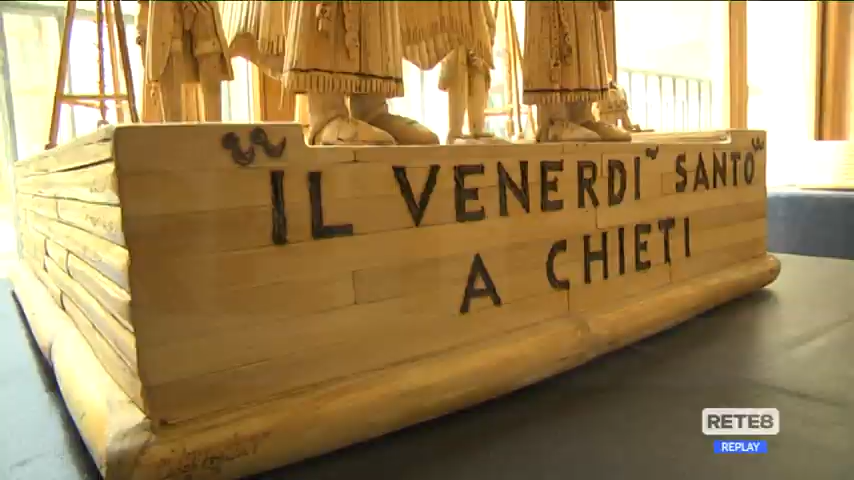 "IL VENERDÌ SANTO"
A CHIETI
RETE8
REPLAY